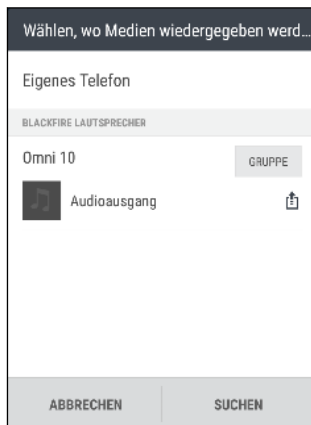 Wählen, wo Medien wiedergegeben werd...
Eigenes Telefon
BLACKFIRE LAUTSPRECHER
Omni 10
GRUPPE
Audioausgang
ABBRECHEN
SUCHEN